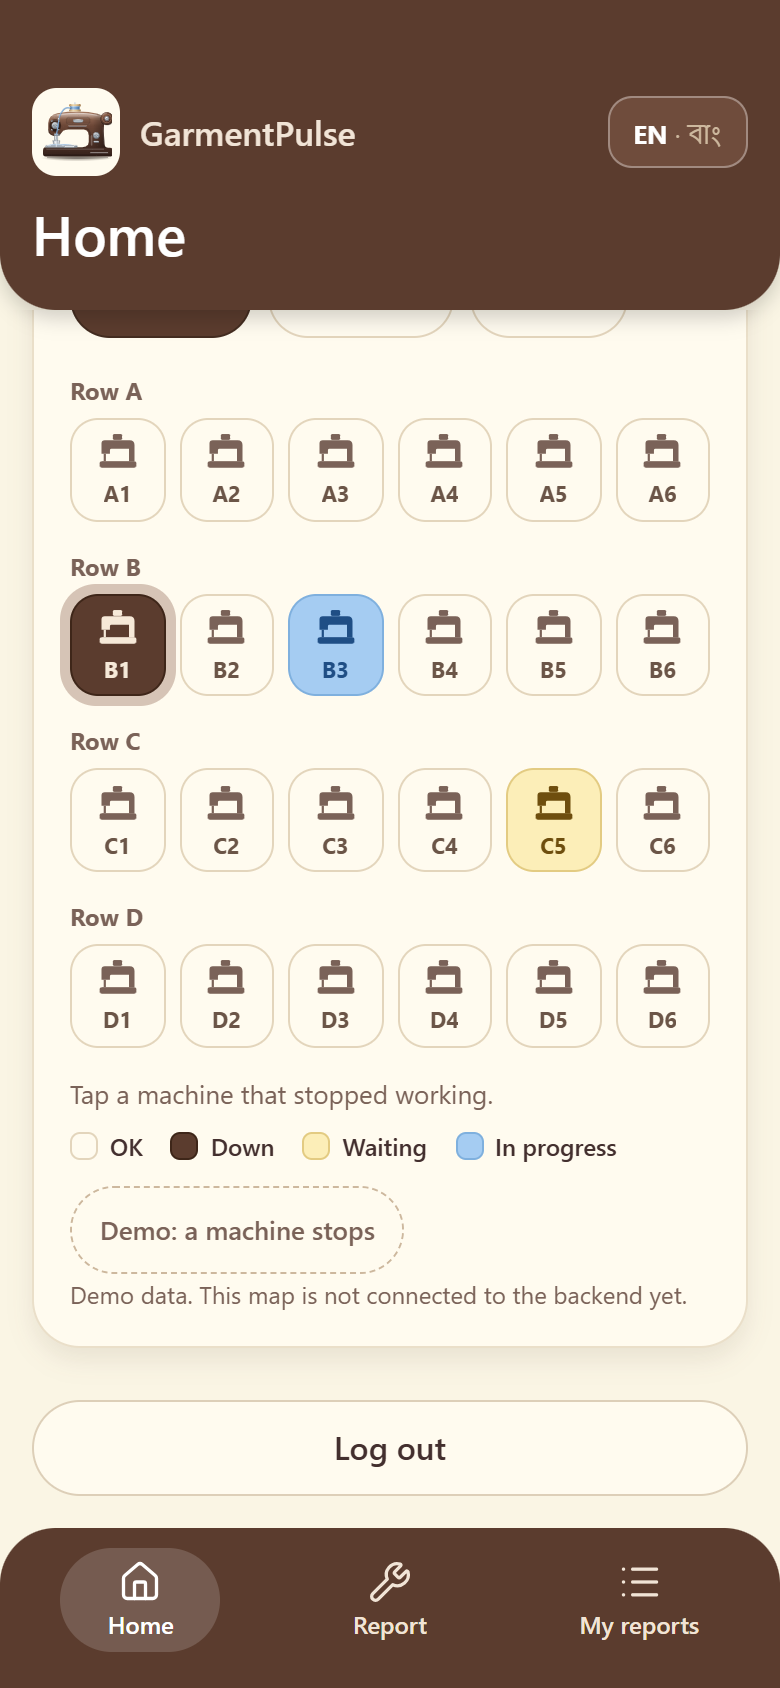 GarmentPulse
EN · বাং
Home
Row A
A1 A2 A3 A4 A5 A6
Row B
B1 B2 B3 B4 B5 B6
Row C
C1 C2 C3 C4 C5 C6
Row D
D1 D2 D3 D4 D5 D6
Tap a machine that stopped working.
OK Down Waiting In progress
Demo: a machine stops
Demo data. This map is not connected to the backend yet.
Log out
Home Report My reports